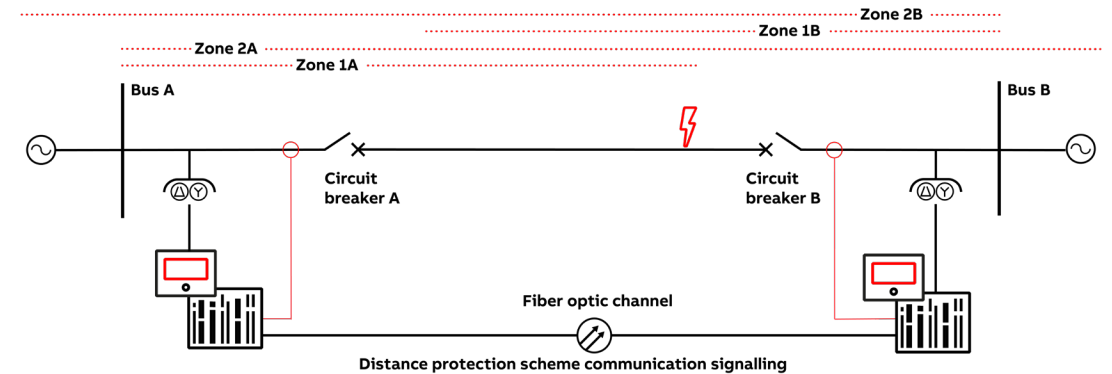 Zone 2B
Zone 1B
Zone 2A
Zone 1A
Bus A
Bus B
Circuit
breaker A
Circuit
breaker B
Fiber optic channel
Distance protection scheme communication signalling